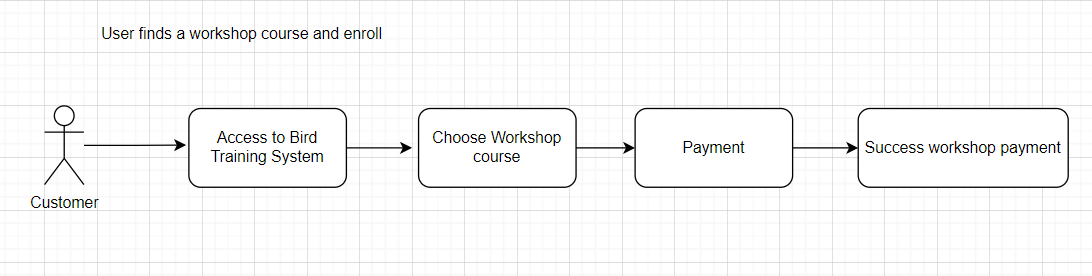 User finds a workshop course and enroll
Access to Bird
Training System
Choose Workshop
course
Payment
Success workshop payment
Customer